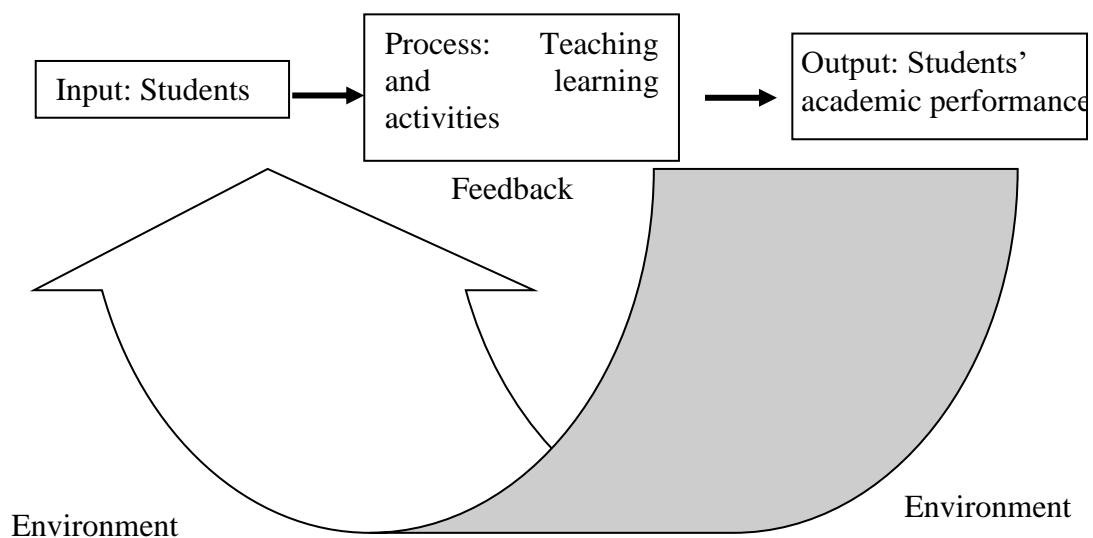 Input: Students
Process: Teaching
and learning
activities
Output: Students’
academic performance
Feedback
Environment
Environment